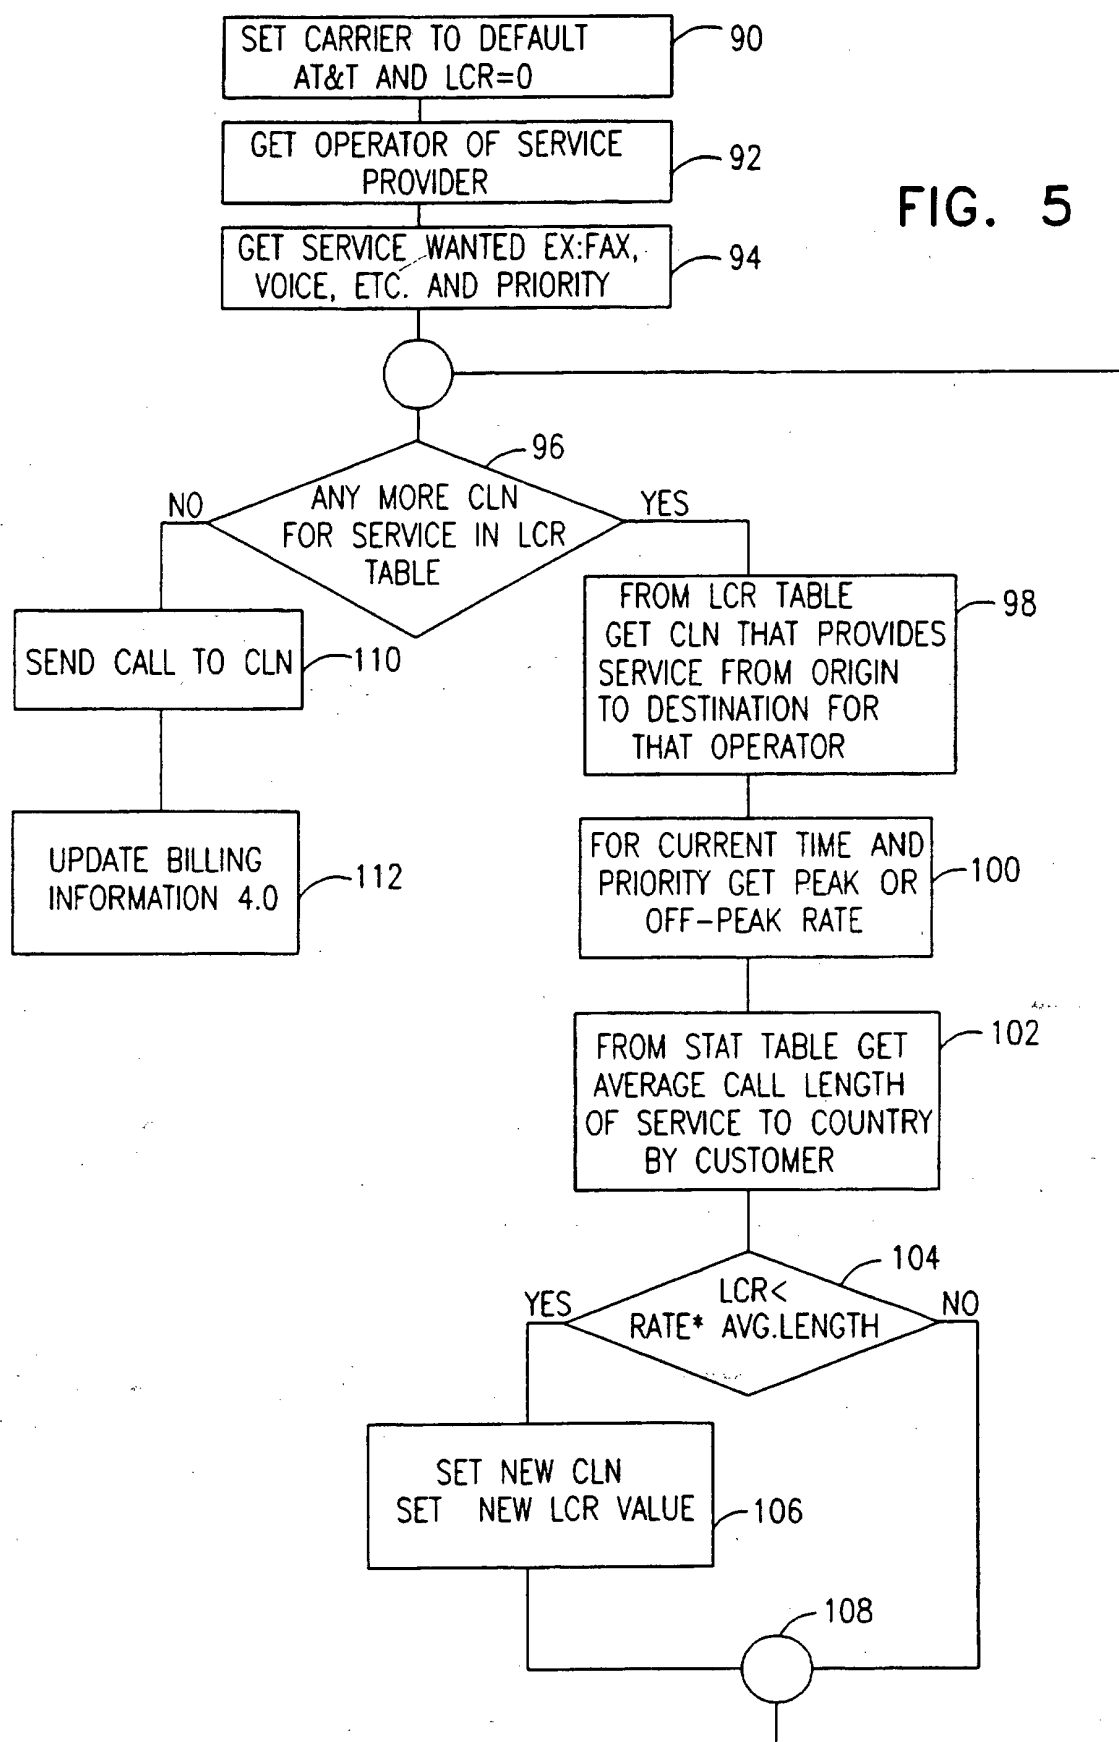 SET CARRIER TO DEFAULT
AT&T AND LCR=0
90
GET OPERATOR OF SERVICE
PROVIDER
92
FIG. 5
GET SERVICE WANTED EX:FAX,
VOICE, ETC. AND PRIORITY
94
96
ANY MORE CLN
FOR SERVICE IN LCR
TABLE
NO
YES
SEND CALL TO CLN
110
UPDATE BILLING
INFORMATION 4.0
112
FROM LCR TABLE
GET CLN THAT PROVIDES
SERVICE FROM ORIGIN
TO DESTINATION FOR
THAT OPERATOR
98
FOR CURRENT TIME AND
PRIORITY GET PEAK OR
OFF-PEAK RATE
100
FROM STAT TABLE GET
AVERAGE CALL LENGTH
OF SERVICE TO COUNTRY
BY CUSTOMER
102
104
LCR<
RATE* AVG.LENGTH
YES
NO
SET NEW CLN
SET NEW LCR VALUE
106
108